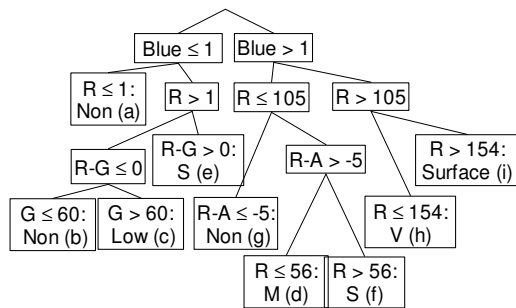 Blue ≤ 1
Blue > 1
R ≤ 1:
Non (a)
R > 1
R ≤ 105
R > 105
R-G ≤ 0
R-G > 0:
S (e)
R-A > -5
R > 154:
Surface (i)
G ≤ 60:
Non (b)
G > 60:
Low (c)
R-A ≤ -5:
Non (g)
R ≤ 154:
V (h)
R ≤ 56:
M (d)
R > 56:
S (f)